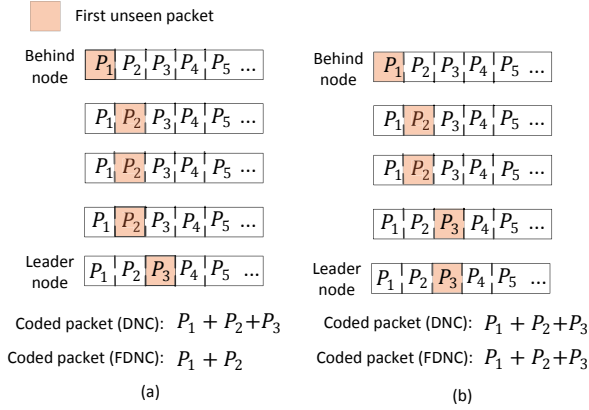 First unseen packet
Behind node P₁ P₂ P₃ P₄ P₅ ...
P₁ P₂ P₃ P₄ P₅ ...
P₁ P₂ P₃ P₄ P₅ ...
P₁ P₂ P₃ P₄ P₅ ...
Leader node P₁ P₂ P₃ P₄ P₅ ...
Coded packet (DNC): P₁ + P₂+P₃
Coded packet (FDNC): P₁ + P₂
(a)
Behind node P₁ P₂ P₃ P₄ P₅ ...
P₁ P₂ P₃ P₄ P₅ ...
P₁ P₂ P₃ P₄ P₅ ...
P₁ P₂ P₃ P₄ P₅ ...
Leader node P₁ P₂ P₃ P₄ P₅ ...
Coded packet (DNC): P₁ + P₂+P₃
Coded packet (FDNC): P₁ + P₂+P₃
(b)